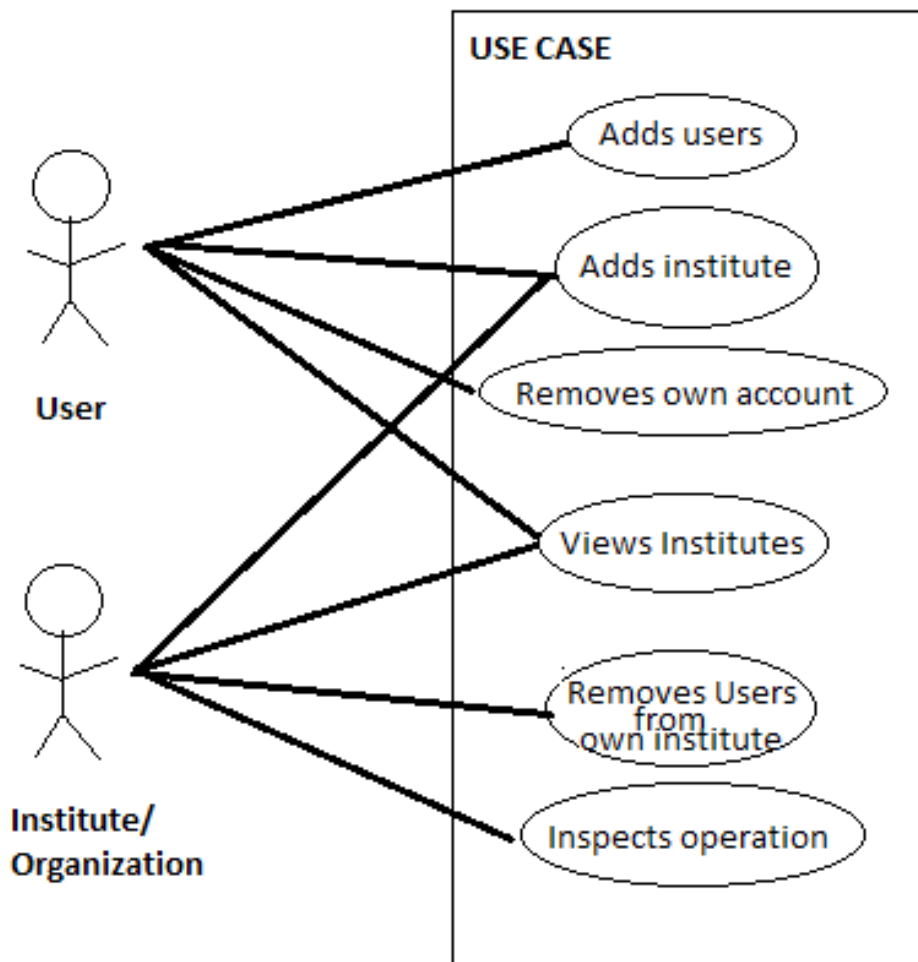 USE CASE
Adds users
Adds institute
Removes own account
User
Views Institutes
Removes Users
from
own institute
Institute/
Organization
Inspects operation